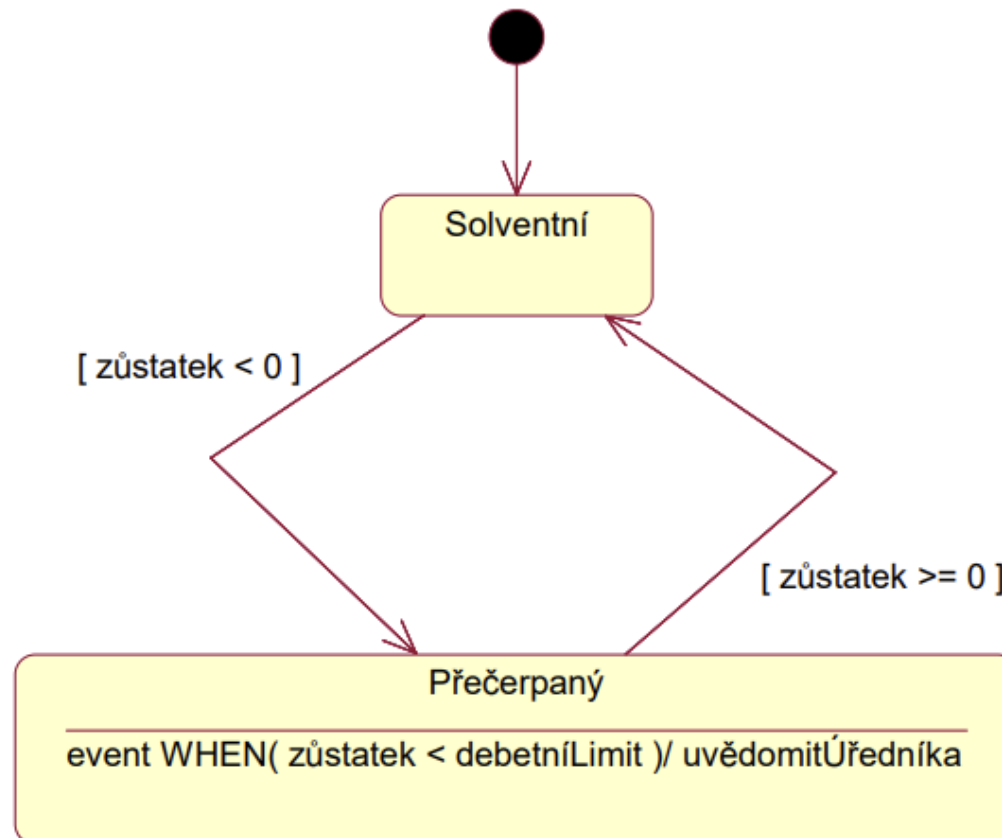 Solventní
[ zůstatek < 0 ]
[ zůstatek >= 0 ]
Přečerpaný
event WHEN( zůstatek < debetníLimit )/ uvědomitÚředníka